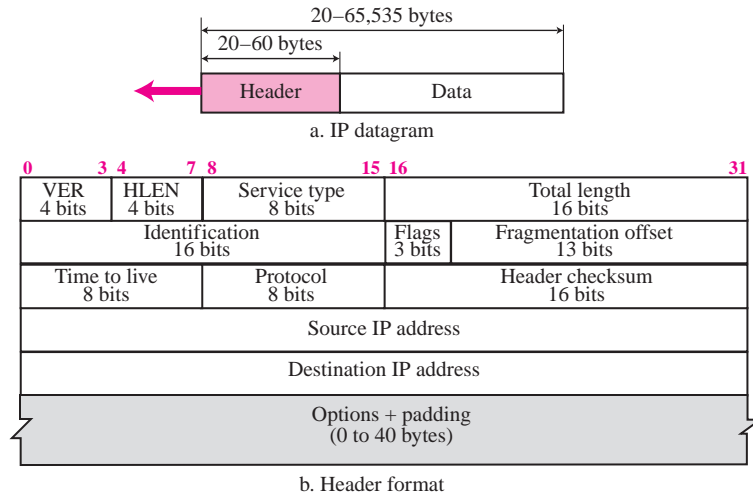 20–65,535 bytes
20–60 bytes
Header Data
a. IP datagram
0 3 4 7 8 15 16 31
VER HLEN Service type Total length
4 bits 4 bits 8 bits 16 bits
Identification Flags Fragmentation offset
16 bits 3 bits 13 bits
Time to live Protocol Header checksum
8 bits 8 bits 16 bits
Source IP address
Destination IP address
Options + padding
(0 to 40 bytes)
b. Header format